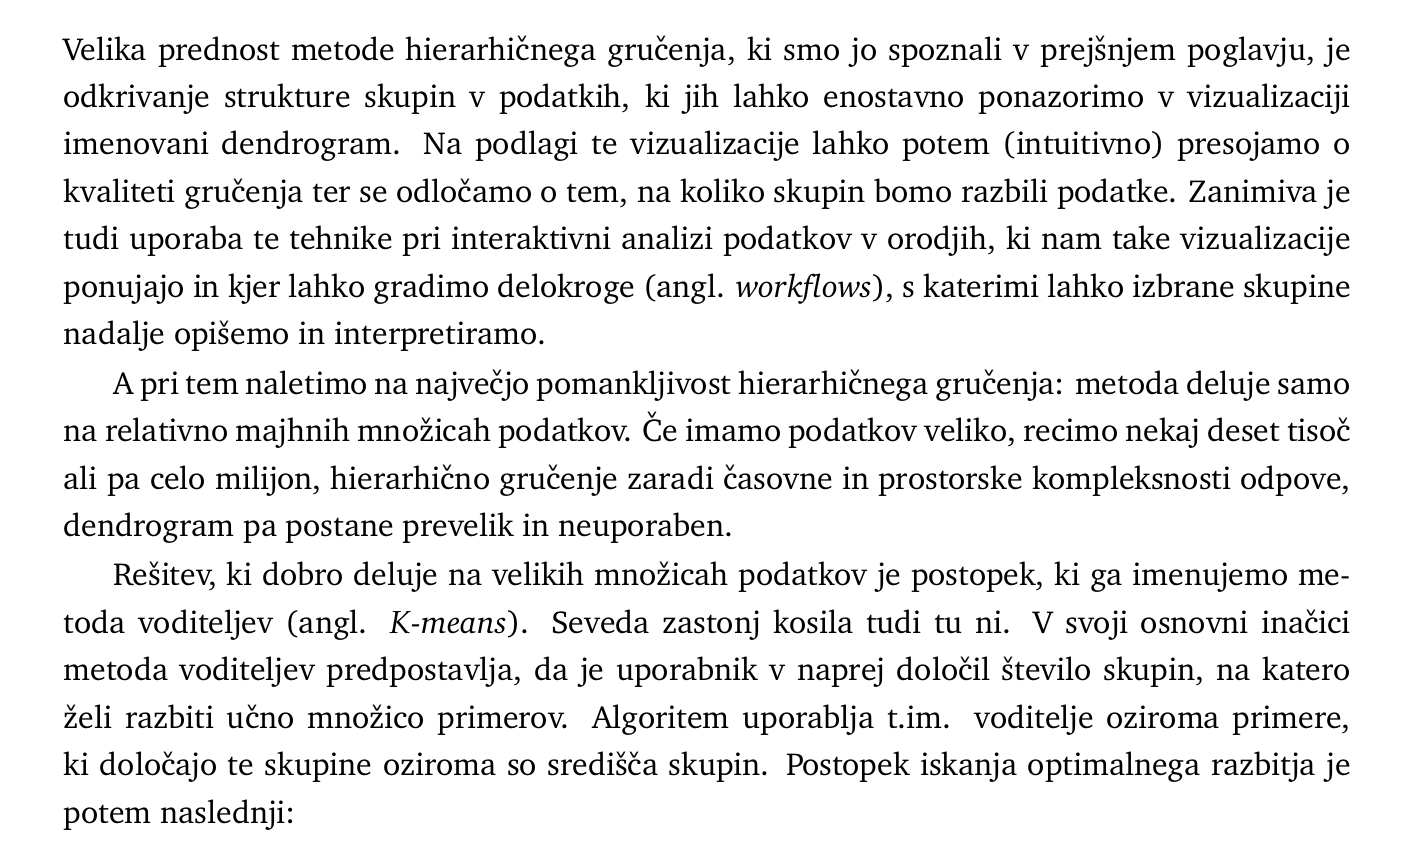 Velika prednost metode hierarhičnega gručenja, ki smo jo spoznali v prejšnjem poglavju, je
odkrivanje strukture skupin v podatkih, ki jih lahko enostavno ponazorimo v vizualizaciji
imenovani dendrogram. Na podlagi te vizualizacije lahko potem (intuitivno) presojamo o
kvaliteti gručenja ter se odločamo o tem, na koliko skupin bomo razbili podatke. Zanimiva je
tudi uporaba te tehnike pri interaktivni analizi podatkov v orodjih, ki nam take vizualizacije
ponujajo in kjer lahko gradimo delokroge (angl. workflows), s katerimi lahko izbrane skupine
nadalje opišemo in interpretiramo.
A pri tem naletimo na največjo pomankljivost hierarhičnega gručenja: metoda deluje samo
na relativno majhnih množicah podatkov. Če imamo podatkov veliko, recimo nekaj deset tisoč
ali pa celo milijon, hierarhično gručenje zaradi časovne in prostorske kompleksnosti odpove,
dendrogram pa postane prevelik in neuporaben.
Rešitev, ki dobro deluje na velikih množicah podatkov je postopek, ki ga imenujemo me-
toda voditeljev (angl. K-means). Seveda zastonj kosila tudi tu ni. V svoji osnovni inačici
metoda voditeljev predpostavlja, da je uporabnik v naprej določil število skupin, na katero
želi razbiti učno množico primerov. Algoritem uporablja t.im. voditelje oziroma primere,
ki določajo te skupine oziroma so središča skupin. Postopek iskanja optimalnega razbitja je
potem naslednji: